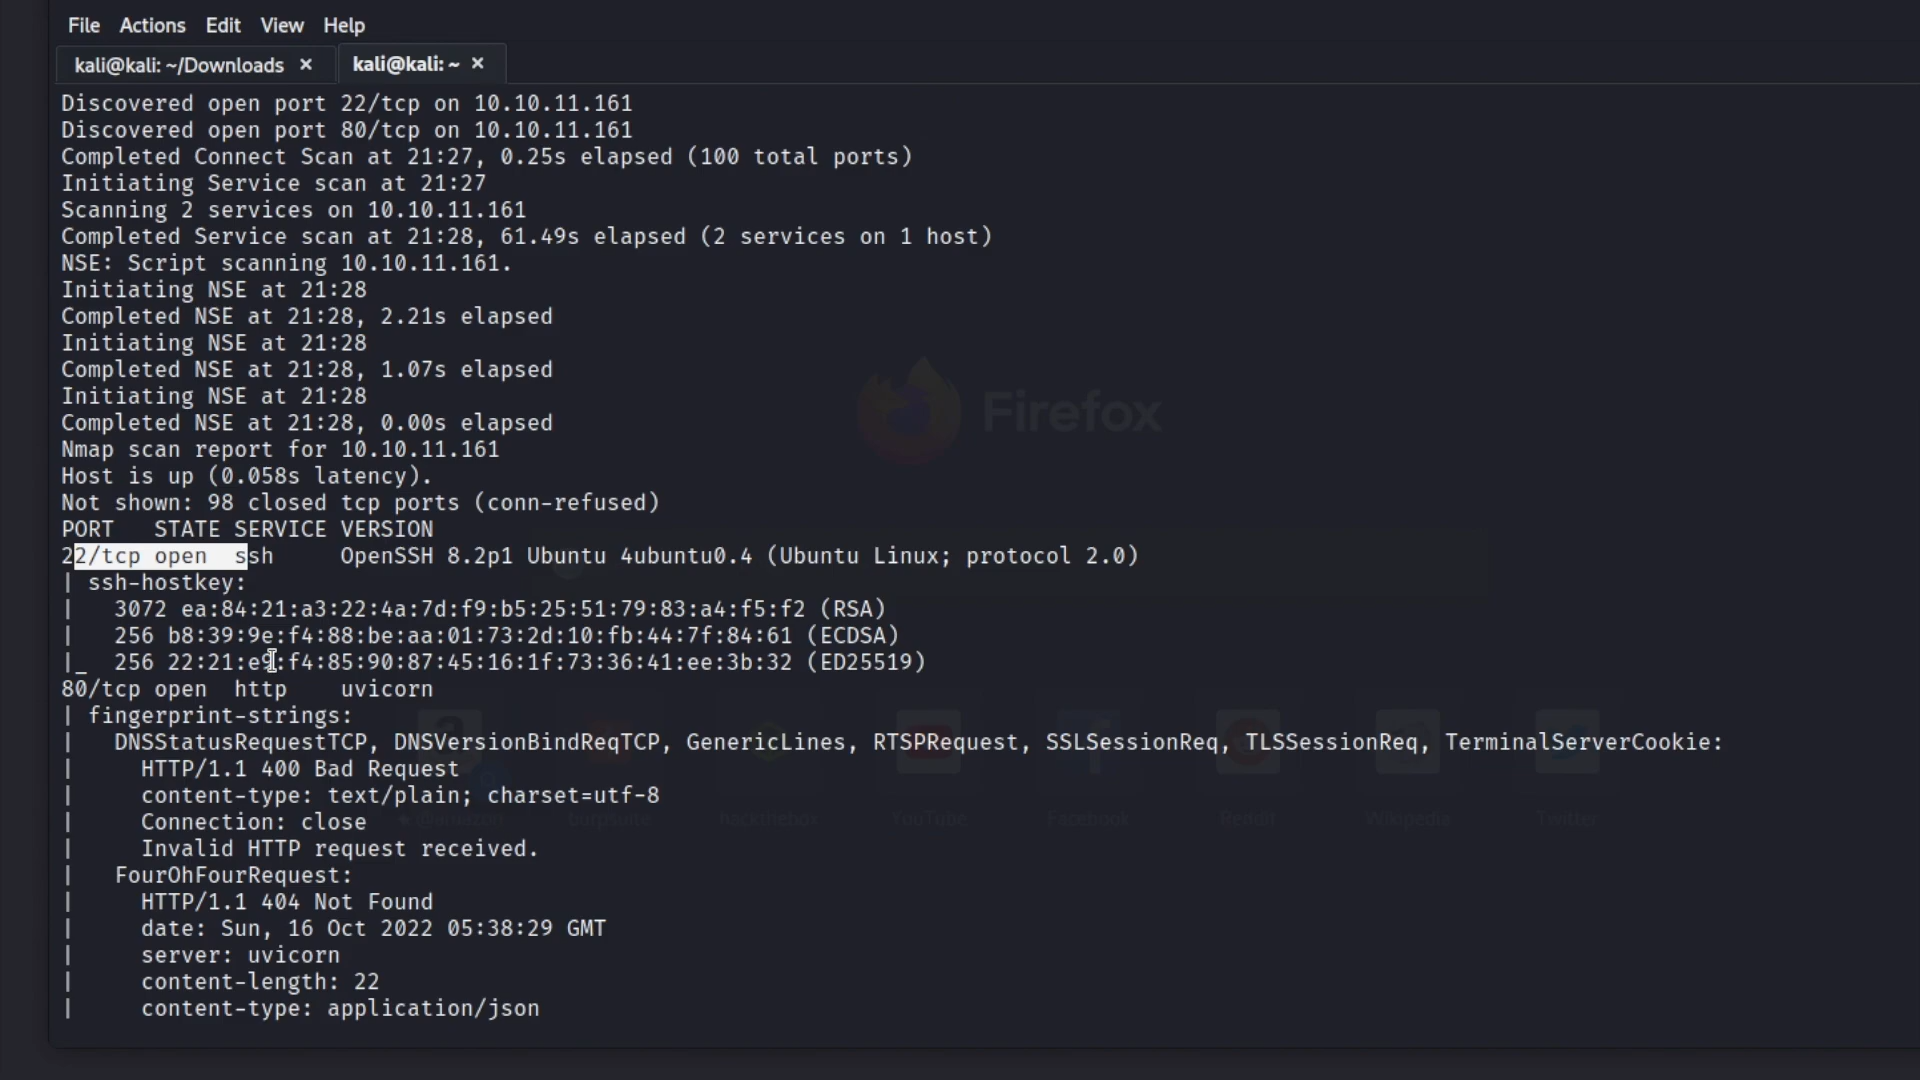 File Actions Edit View Help
kali@kali: ~/Downloads × kali@kali: ~ ×
Discovered open port 22/tcp on 10.10.11.161
Discovered open port 80/tcp on 10.10.11.161
Completed Connect Scan at 21:27, 0.25s elapsed (100 total ports)
Initiating Service scan at 21:27
Scanning 2 services on 10.10.11.161
Completed Service scan at 21:28, 61.49s elapsed (2 services on 1 host)
NSE: Script scanning 10.10.11.161.
Initiating NSE at 21:28
Completed NSE at 21:28, 2.21s elapsed
Initiating NSE at 21:28
Completed NSE at 21:28, 1.07s elapsed
Initiating NSE at 21:28
Completed NSE at 21:28, 0.00s elapsed
Firefox
Nmap scan report for 10.10.11.161
Host is up (0.058s latency).
Not shown: 98 closed tcp ports (conn-refused)
PORT   STATE SERVICE VERSION
22/tcp open  ssh     OpenSSH 8.2p1 Ubuntu 4ubuntu0.4 (Ubuntu Linux; protocol 2.0)
| ssh-hostkey:
|   3072 ea:84:21:a3:22:4a:7d:f9:b5:25:51:79:83:a4:f5:f2 (RSA)
|   256 b8:39:9e:f4:88:be:aa:01:73:2d:10:fb:44:7f:84:61 (ECDSA)
|_  256 22:21:e9:f4:85:90:87:45:16:1f:73:36:41:ee:3b:32 (ED25519)
80/tcp open  http    uvicorn
| fingerprint-strings:
|   DNSStatusRequestTCP, DNSVersionBindReqTCP, GenericLines, RTSPRequest, SSLSessionReq, TLSSessionReq, TerminalServerCookie:
|     HTTP/1.1 400 Bad Request
|     content-type: text/plain; charset=utf-8
|     Connection: close
burpsuite hackthebox YouTube Facebook Reddit Wikipedia Twitter
|     Invalid HTTP request received.
|   FourOhFourRequest:
|     HTTP/1.1 404 Not Found
|     date: Sun, 16 Oct 2022 05:38:29 GMT
|     server: uvicorn
|     content-length: 22
|     content-type: application/json